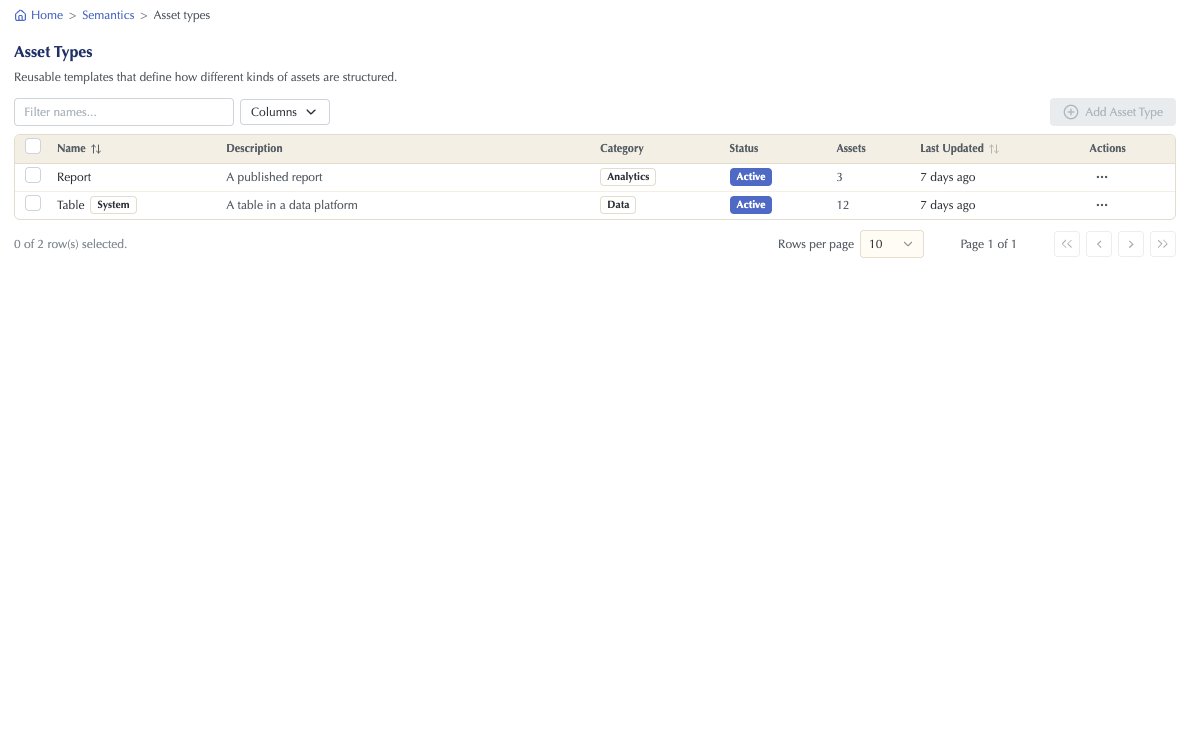 Home > Semantics > Asset types
Asset Types
Reusable templates that define how different kinds of assets are structured.
Filter names... Columns Add Asset Type
Name Description Category Status Assets Last Updated Actions
Report A published report Analytics Active 3 7 days ago ...
Table System A table in a data platform Data Active 12 7 days ago ...
0 of 2 row(s) selected. Rows per page 10 Page 1 of 1